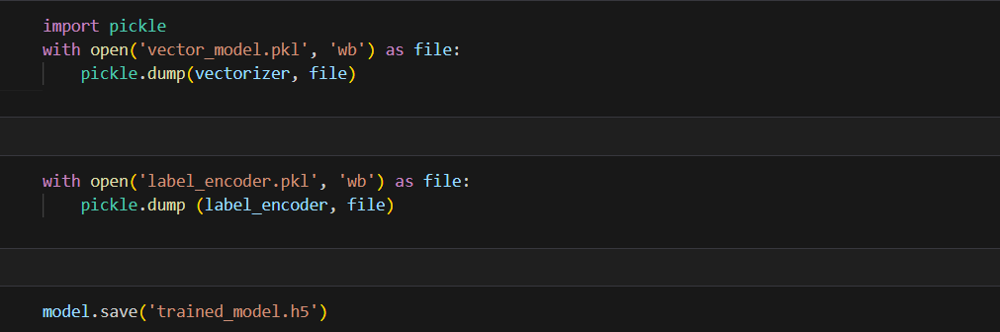 import pickle
with open('vector_model.pkl', 'wb') as file:
    pickle.dump(vectorizer, file)
with open('label_encoder.pkl', 'wb') as file:
    pickle.dump (label_encoder, file)
model.save('trained_model.h5')